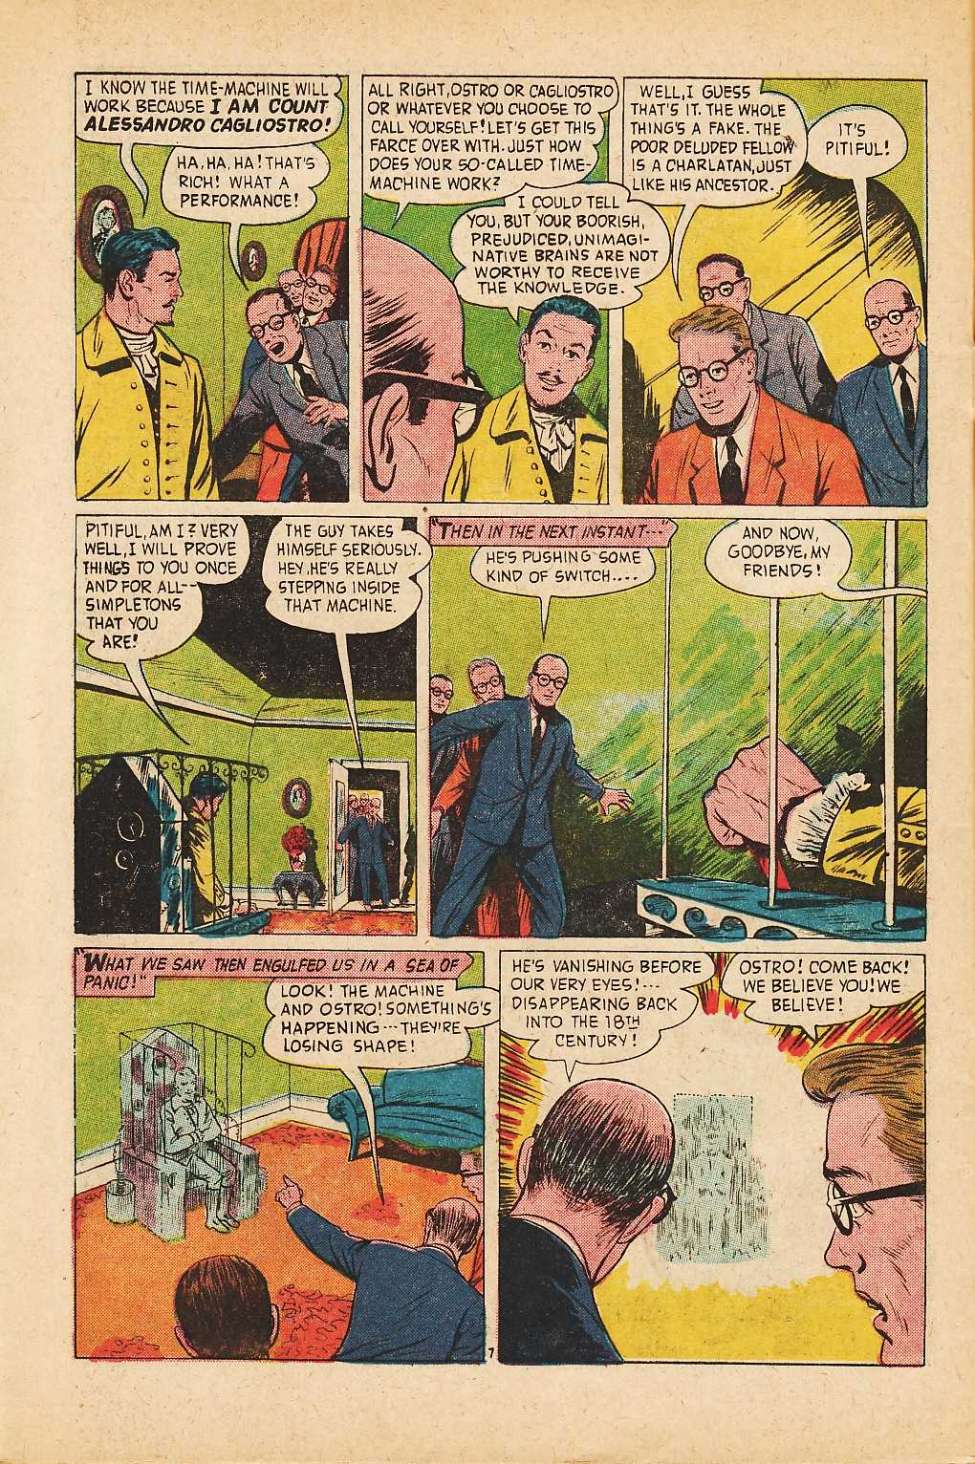 I KNOW THE TIME-MACHINE WILL
WORK BECAUSE I AM COUNT
ALESSANDRO CAGLIOSTRO!
HA. HA. HA! THAT'S
RICH! WHAT A
PERFORMANCE!
ALL RIGHT, OSTRO OR CAGLIOSTRO
OR WHATEVER YOU CHOOSE TO
CALL YOURSELF! LET'S GET THIS
FARCE OVER WITH. JUST HOW
DOES YOUR SO-CALLED TIME-
MACHINE WORK?
I COULD TELL
YOU, BUT YOUR BOORISH,
PREJUDICED, UNIMAGI-
NATIVE BRAINS ARE NOT
WORTHY TO RECEIVE
THE KNOWLEDGE.
WELL, I GUESS
THAT'S IT. THE WHOLE
THING'S A FAKE. THE
POOR DELUDED FELLOW
IS A CHARLATAN, JUST
LIKE HIS ANCESTOR.
IT'S
PITIFUL!
PITIFUL, AM I? VERY
WELL, I WILL PROVE
THINGS TO YOU ONCE
AND FOR ALL--
SIMPLETONS
THAT YOU
ARE!
THE GUY TAKES
HIMSELF SERIOUSLY.
HEY, HE'S REALLY
STEPPING INSIDE
THAT MACHINE.
"THEN IN THE NEXT INSTANT---"
HE'S PUSHING SOME
KIND OF SWITCH....
AND NOW,
GOODBYE, MY
FRIENDS!
"WHAT WE SAW THEN ENGULFED US IN A SEA OF
PANIC!"
LOOK! THE MACHINE
AND OSTRO! SOMETHING'S
HAPPENING---THEY'RE
LOSING SHAPE!
HE'S VANISHING BEFORE
OUR VERY EYES!---
DISAPPEARING BACK
INTO THE 18TH
CENTURY!
OSTRO! COME BACK!
WE BELIEVE YOU! WE
BELIEVE!
7